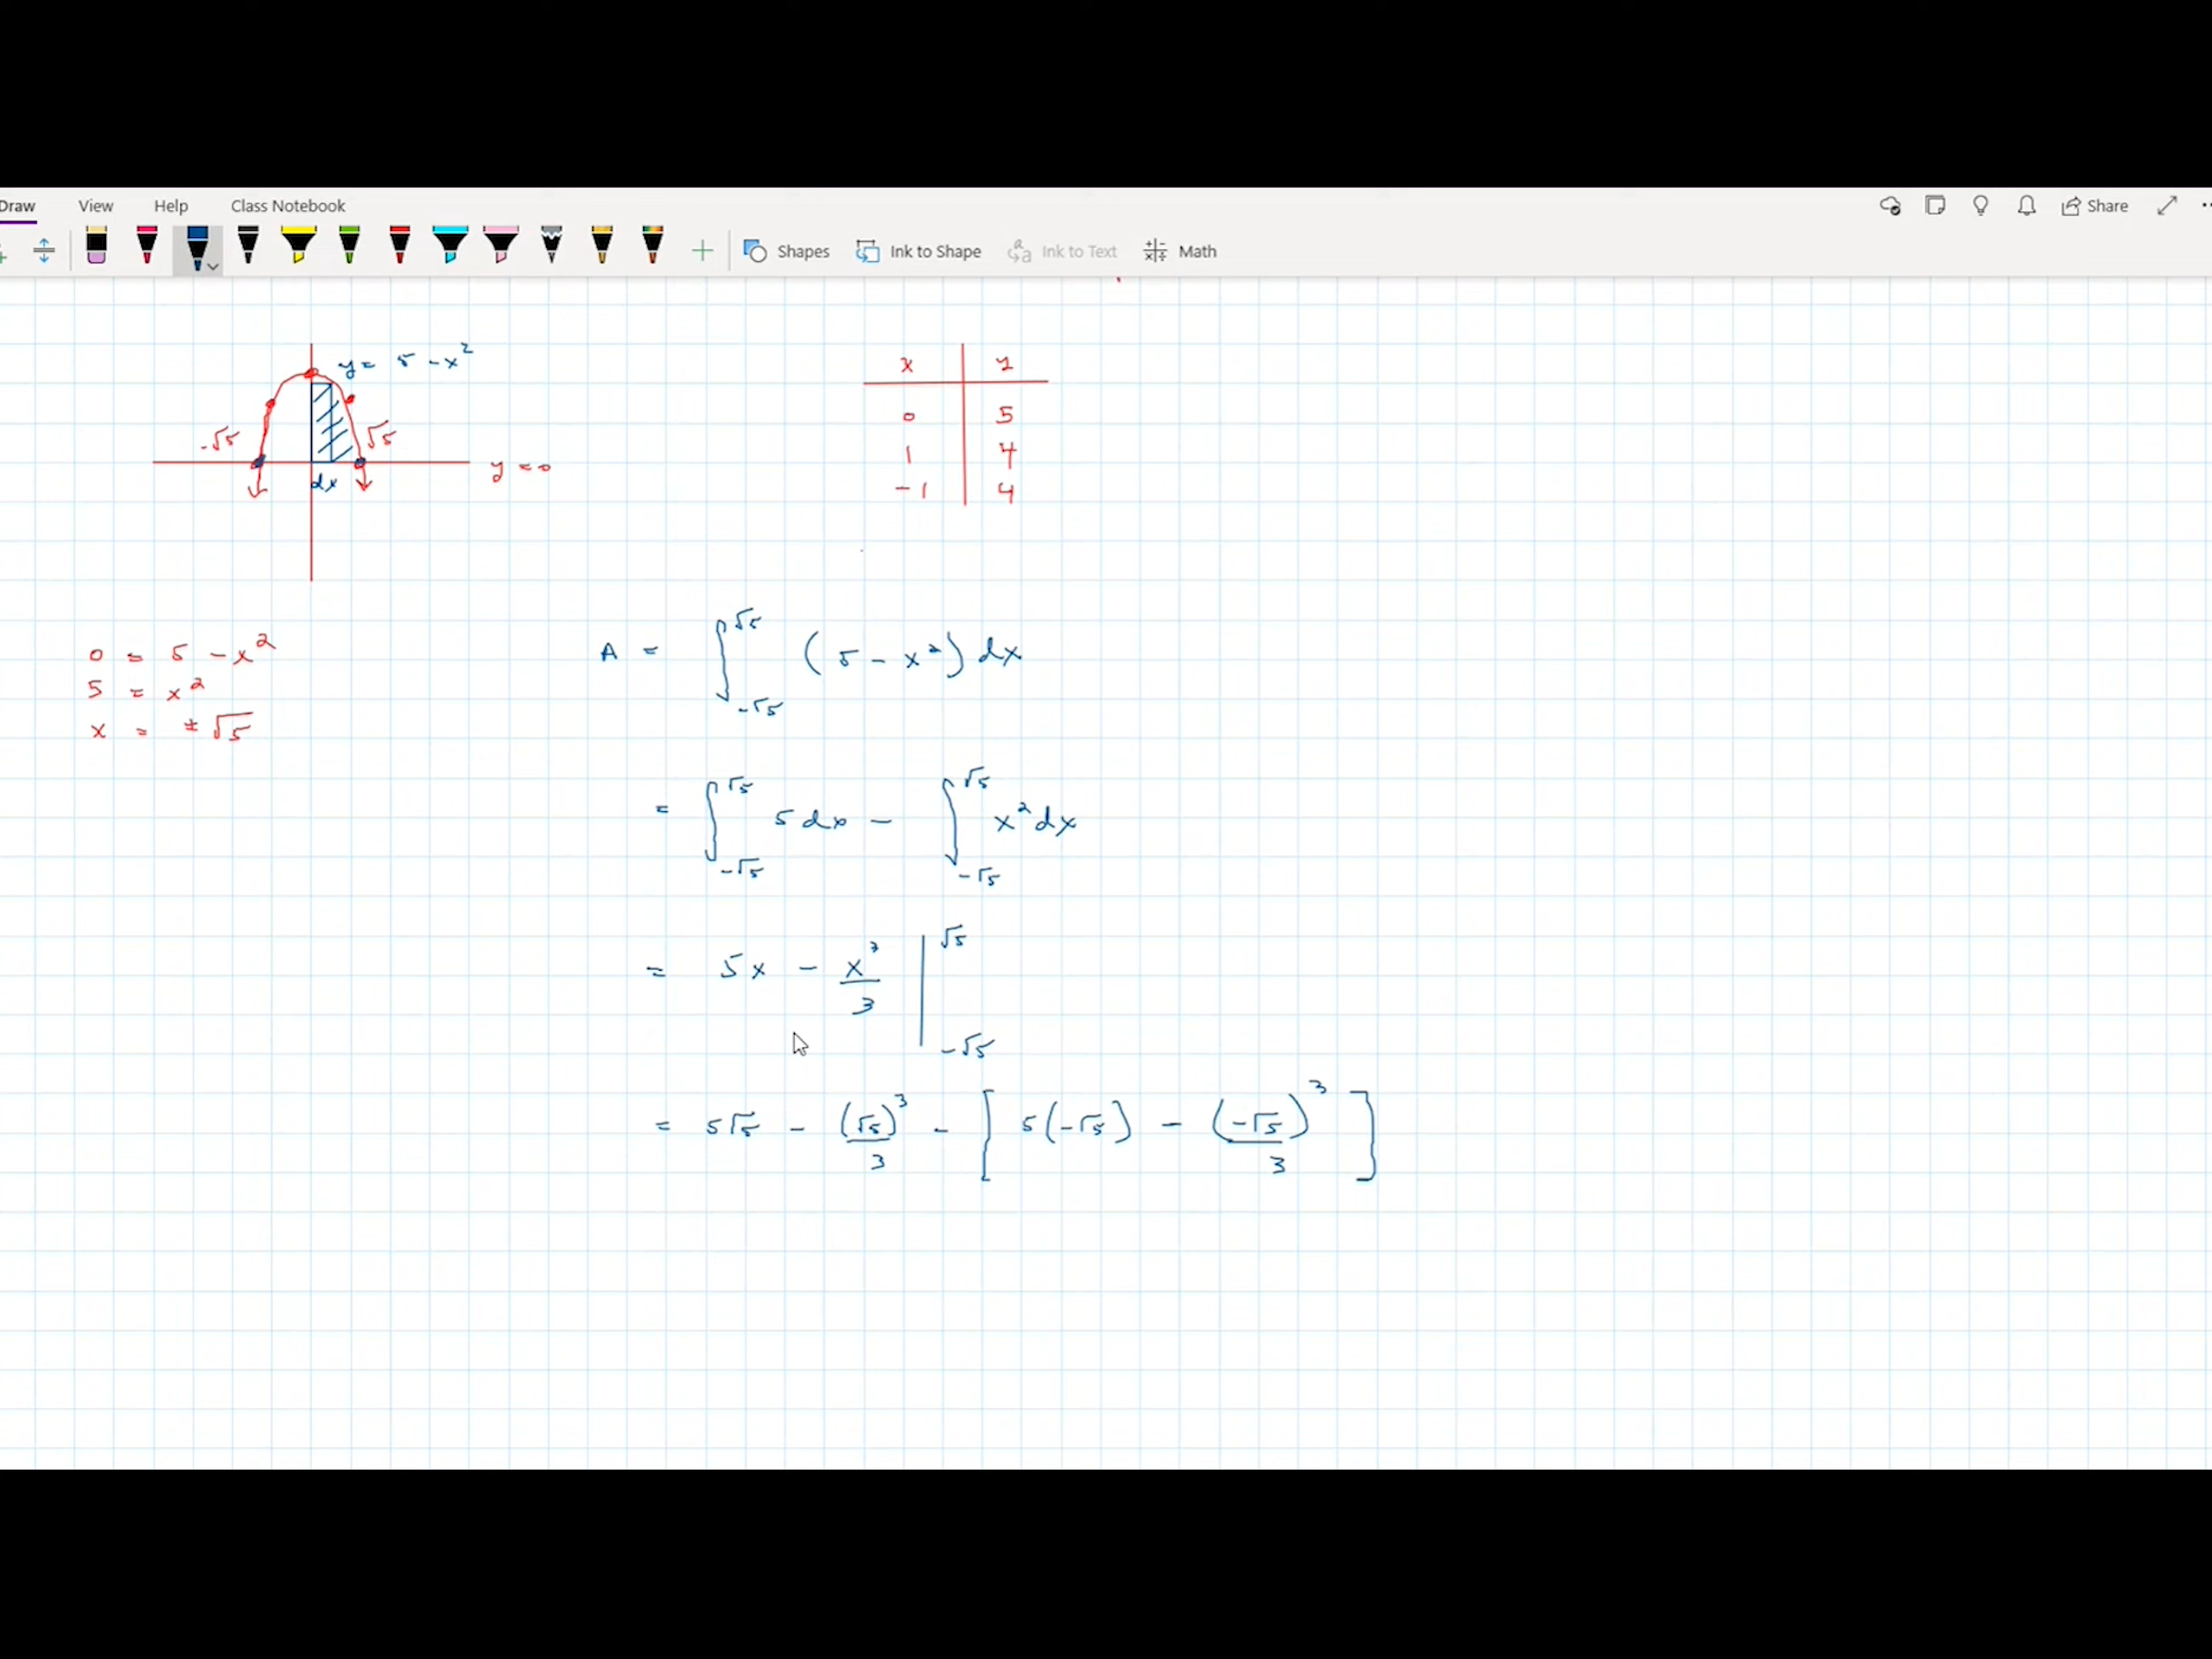 Draw View Help Class Notebook Share
Shapes Ink to Shape Ink to Text Math
y = 5 - x²
-√5 √5
y = 0
dx
x y
0 5
1 4
-1 4
0 = 5 - x²
5 = x²
x = ± √5
A = ∫_{-√5}^{√5} (5 - x²) dx
= ∫_{-√5}^{√5} 5 dx - ∫_{-√5}^{√5} x² dx
= 5x - x³/3 |_{-√5}^{√5}
= 5√5 - (√5)³/3 - [5(-√5) - (-√5)³/3]